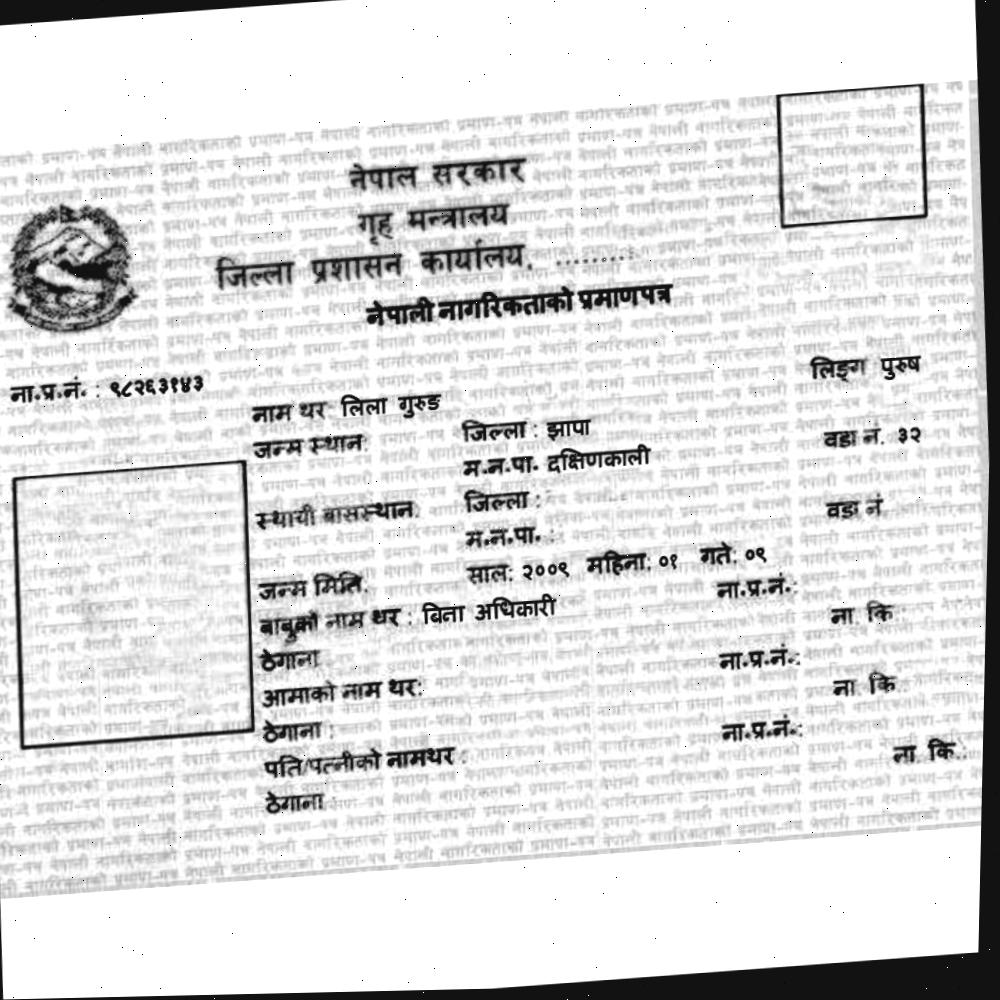 नेपाल सरकार
गृह मन्त्रालय
जिल्ला प्रशासन कार्यालय, .........
नेपाली नागरिकताको प्रमाणपत्र
ना.प्र.नं. : ९८२६३१४३
लिङ्ग पुरुष
नाम थर लिला गुरुङ
जन्म स्थान: जिल्ला : झापा
वडा नं. ३२
म.न.पा. दक्षिणकाली
स्थायी बासस्थान: जिल्ला :
वडा नं.
म.न.पा. :
जन्म मिति: साल: २००९ महिना: ०१ गते: ०९
बाबुको नाम थर : बिना अधिकारी ना.प्र.नं.:
ठेगाना ना. कि.:
आमाको नाम थर: ना.प्र.नं.:
ठेगाना : ना. कि.:
पति/पत्नीको नामथर : ना.प्र.नं.:
ठेगाना : ना. कि.: